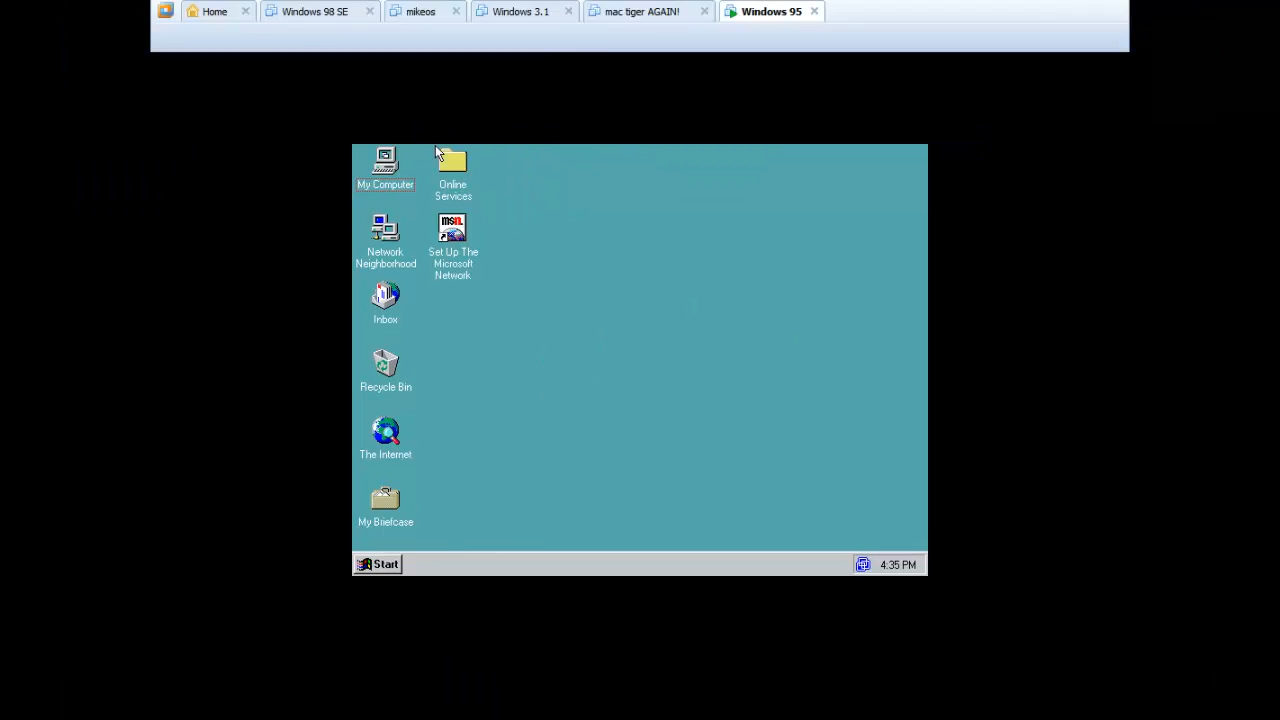 Home
Windows 98 SE
mikeos
Windows 3.1
mac tiger AGAIN!
Windows 95
My Computer
Online
Services
Network
Neighborhood
msn
Set Up The
Microsoft
Network
Inbox
Recycle Bin
The Internet
My Briefcase
Start
4:35 PM